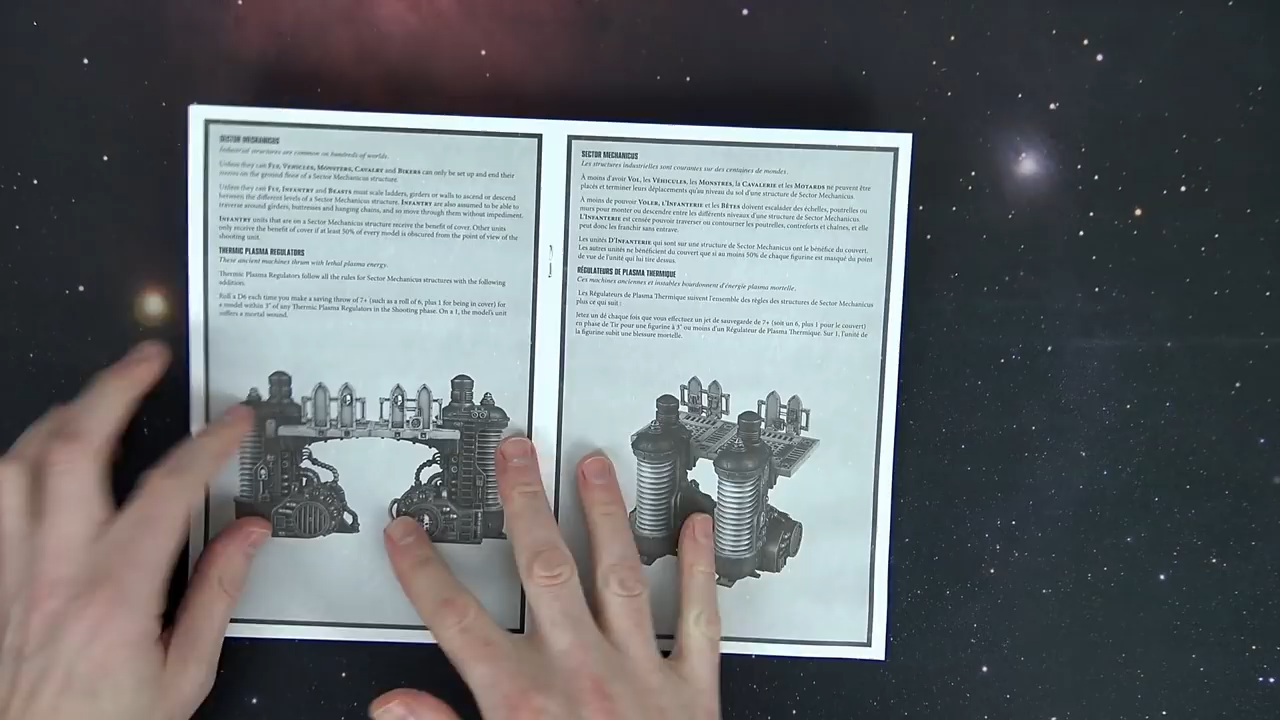 SECTOR MECHANICUS
Industrial structures are common on hundreds of worlds.
Unless they can FLY, VEHICLES, MONSTERS, CAVALRY and BIKERS can only be set up and end their
moves on the ground floor of a Sector Mechanicus structure.
Unless they can FLY, INFANTRY and BEASTS must scale ladders, girders or walls to ascend or descend
between the different levels of a Sector Mechanicus structure. INFANTRY are also assumed to be able to
traverse around girders, buttresses and hanging chains, and so move through them without impediment.
INFANTRY units that are on a Sector Mechanicus structure receive the benefit of cover. Other units
only receive the benefit of cover if at least 50% of every model is obscured from the point of view of the
shooting unit.
THERMIC PLASMA REGULATORS
These ancient machines thrum with lethal plasma energy.
Thermic Plasma Regulators follow all the rules for Sector Mechanicus structures with the following
addition.
Roll a D6 each time you make a saving throw of 7+ (such as a roll of 6, plus 1 for being in cover) for
a model within 3" of any Thermic Plasma Regulators in the Shooting phase. On a 1, the model's unit
suffers a mortal wound.
SECTOR MECHANICUS
Les structures industrielles sont courantes sur des centaines de mondes.
À moins d'avoir VOL, les VÉHICULES, les MONSTRES, la CAVALERIE et les MOTARDS ne peuvent être
placés et terminer leurs déplacements qu'au niveau du sol d'une structure de Sector Mechanicus.
À moins de pouvoir VOLER, L'INFANTERIE et les BÊTES doivent escalader des échelles, poutrelles ou
murs pour monter ou descendre entre les différents niveaux d'une structure de Sector Mechanicus.
L'INFANTERIE est censée pouvoir traverser ou contourner les poutrelles, contreforts et chaînes, et elle
peut donc les franchir sans entrave.
Les unités D'INFANTERIE qui sont sur une structure de Sector Mechanicus ont le bénéfice du couvert.
Les autres unités ne bénéficient du couvert que si au moins 50% de chaque figurine est masqué du point
de vue de l'unité qui lui tire dessus.
RÉGULATEURS DE PLASMA THERMIQUE
Ces machines anciennes et instables bourdonnent d'énergie plasma mortelle.
Les Régulateurs de Plasma Thermique suivent l'ensemble des règles des structures de Sector Mechanicus
plus ce qui suit :
Jetez un dé chaque fois que vous effectuez un jet de sauvegarde de 7+ (soit un 6, plus 1 pour le couvert)
en phase de Tir pour une figurine à 3" ou moins d'un Régulateur de Plasma Thermique. Sur 1, l'unité de
la figurine subit une blessure mortelle.